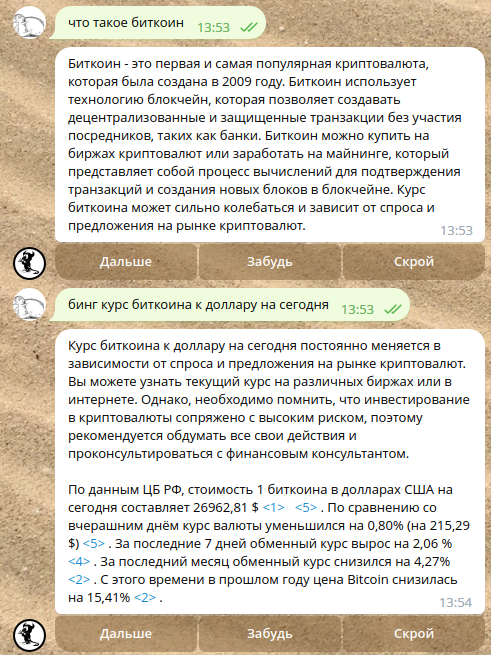 что такое биткоин 13:53
Биткоин - это первая и самая популярная криптовалюта,
которая была создана в 2009 году. Биткоин использует
технологию блокчейн, которая позволяет создавать
децентрализованные и защищенные транзакции без участия
посредников, таких как банки. Биткоин можно купить на
биржах криптовалют или заработать на майнинге, который
представляет собой процесс вычислений для подтверждения
транзакций и создания новых блоков в блокчейне. Курс
биткоина может сильно колебаться и зависит от спроса и
предложения на рынке криптовалют.
13:53
Дальше Забудь Скрой
бинг курс биткоина к доллару на сегодня 13:53
Курс биткоина к доллару на сегодня постоянно меняется в
зависимости от спроса и предложения на рынке криптовалют.
Вы можете узнать текущий курс на различных биржах или в
интернете. Однако, необходимо помнить, что инвестирование
в криптовалюты сопряжено с высоким риском, поэтому
рекомендуется обдумать все свои действия и
проконсультироваться с финансовым консультантом.
По данным ЦБ РФ, стоимость 1 биткоина в долларах США на
сегодня составляет 26962,81 $ <1> <5> . По сравнению со
вчерашним днём курс валюты уменьшился на 0,80% (на 215,29
$) <5> . За последние 7 дней обменный курс вырос на 2,06 %
<4> . За последний месяц обменный курс снизился на 4,27%
<2> . С этого времени в прошлом году цена Bitcoin снизилась
на 15,41% <2> .
13:54
Дальше Забудь Скрой